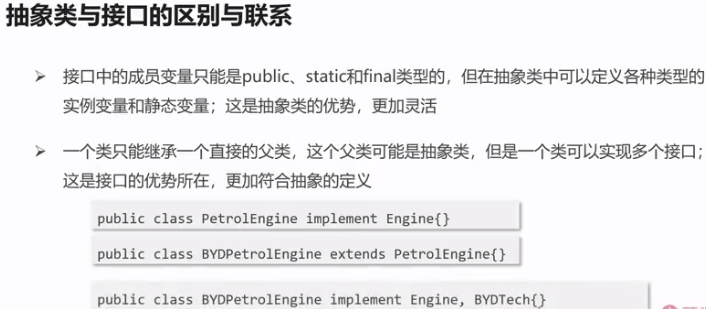 抽象类与接口的区别与联系
➢ 接口中的成员变量只能是public、static和final类型的，但在抽象类中可以定义各种类型的
实例变量和静态变量；这是抽象类的优势，更加灵活
➢ 一个类只能继承一个直接的父类，这个父类可能是抽象类，但是一个类可以实现多个接口；
这是接口的优势所在，更加符合抽象的定义
public class PetrolEngine implement Engine{}
public class BYDPetrolEngine extends PetrolEngine{}
public class BYDPetrolEngine implement Engine, BYDTech{}